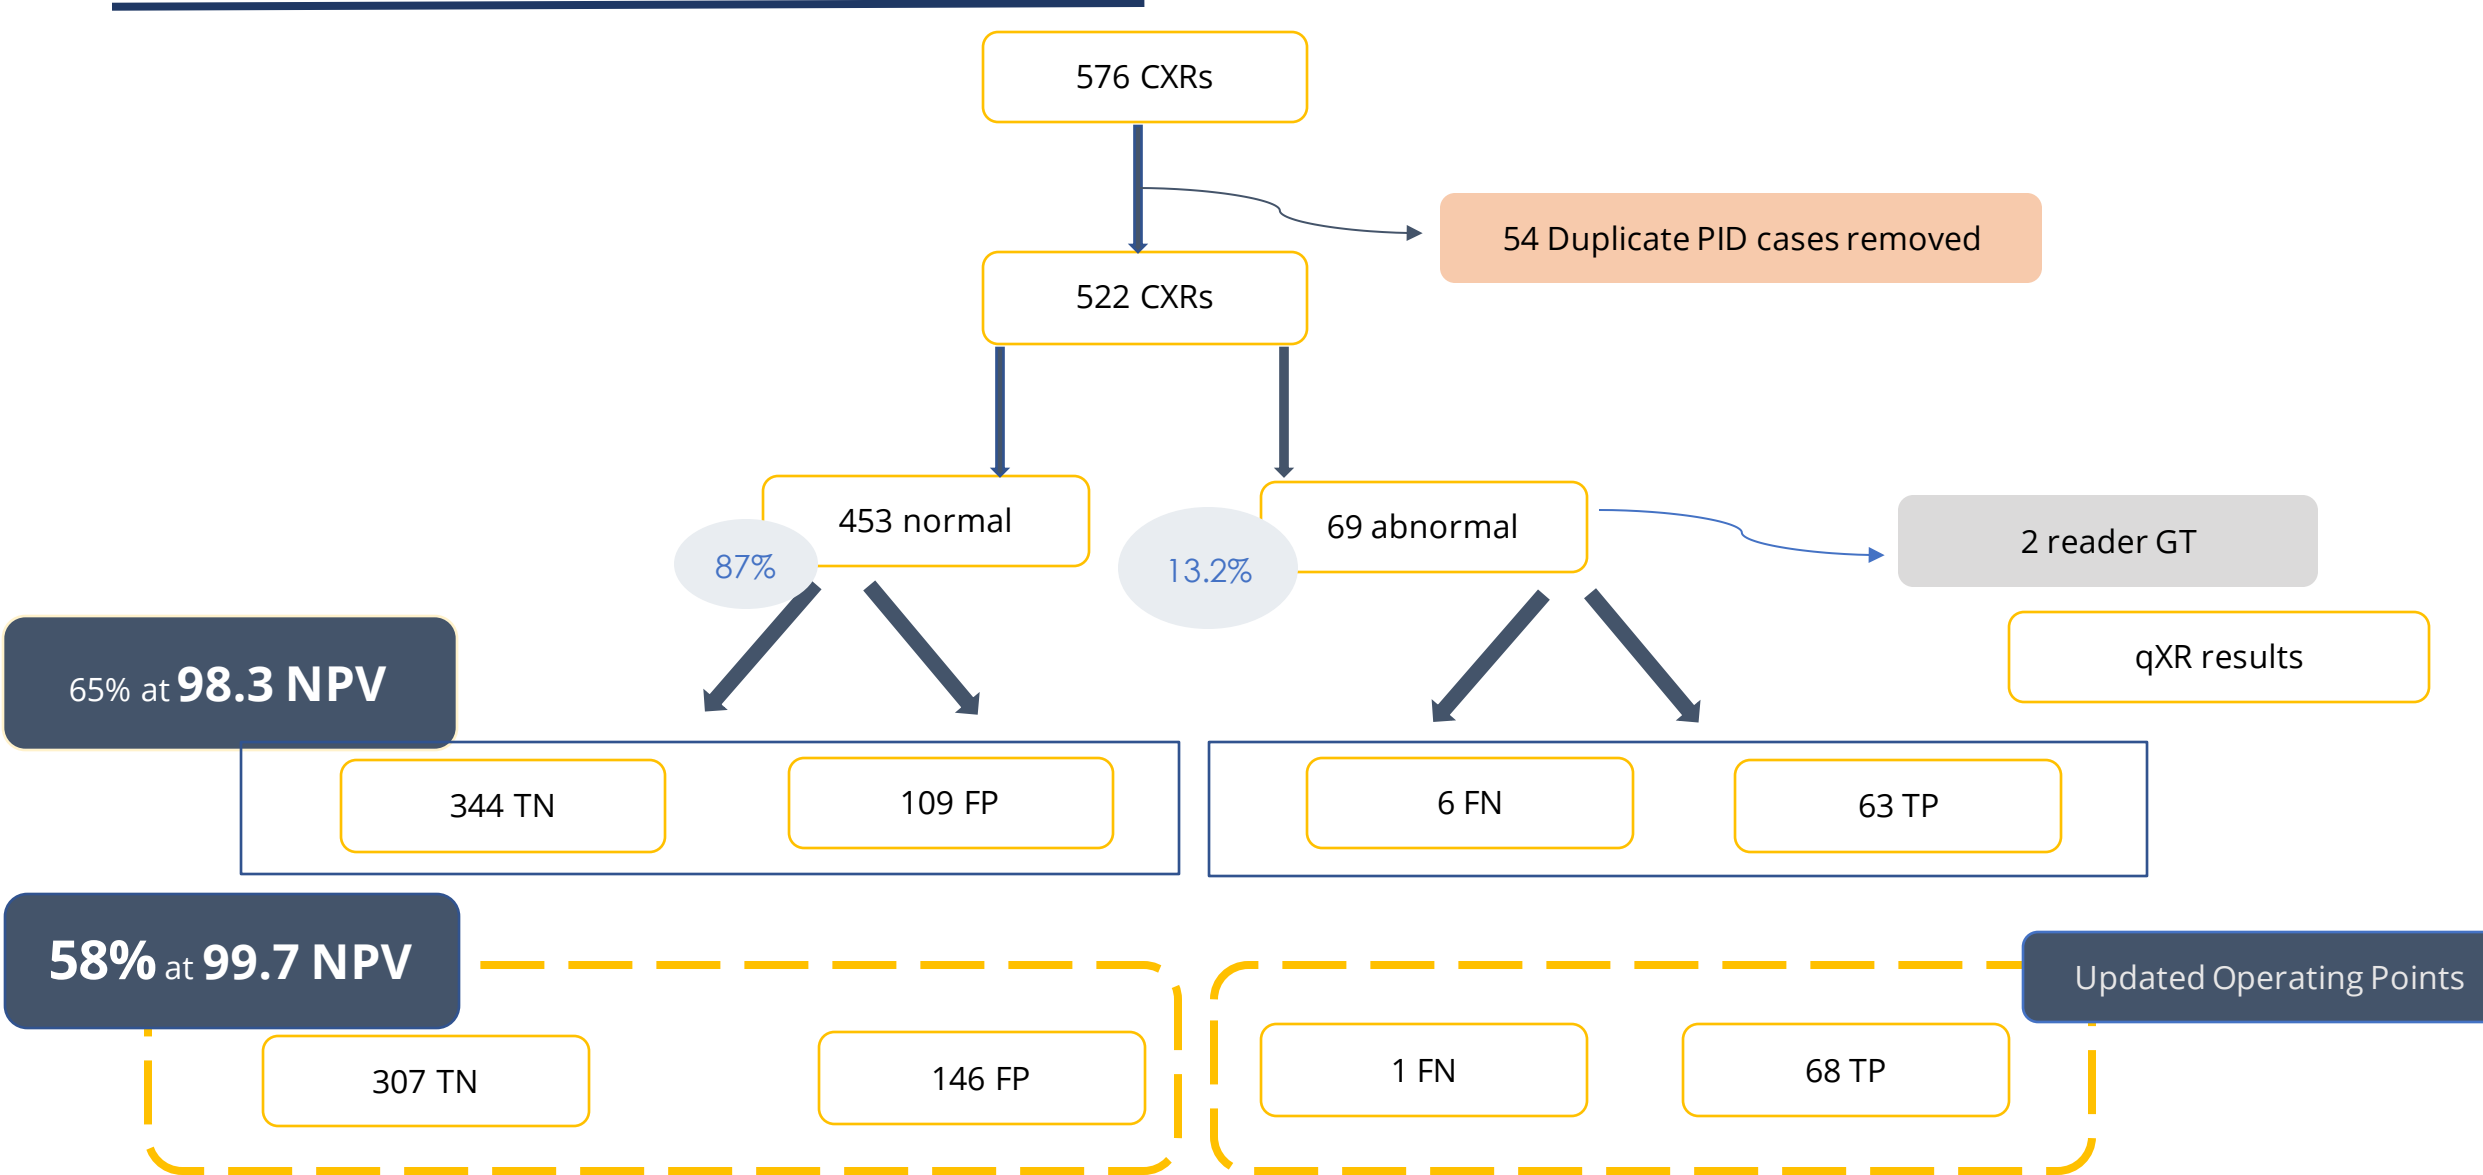 576 CXRs
54 Duplicate PID cases removed
522 CXRs
453 normal
87%
69 abnormal
13.2%
2 reader GT
qXR results
65% at 98.3 NPV
344 TN
109 FP
6 FN
63 TP
58% at 99.7 NPV
Updated Operating Points
307 TN
146 FP
1 FN
68 TP